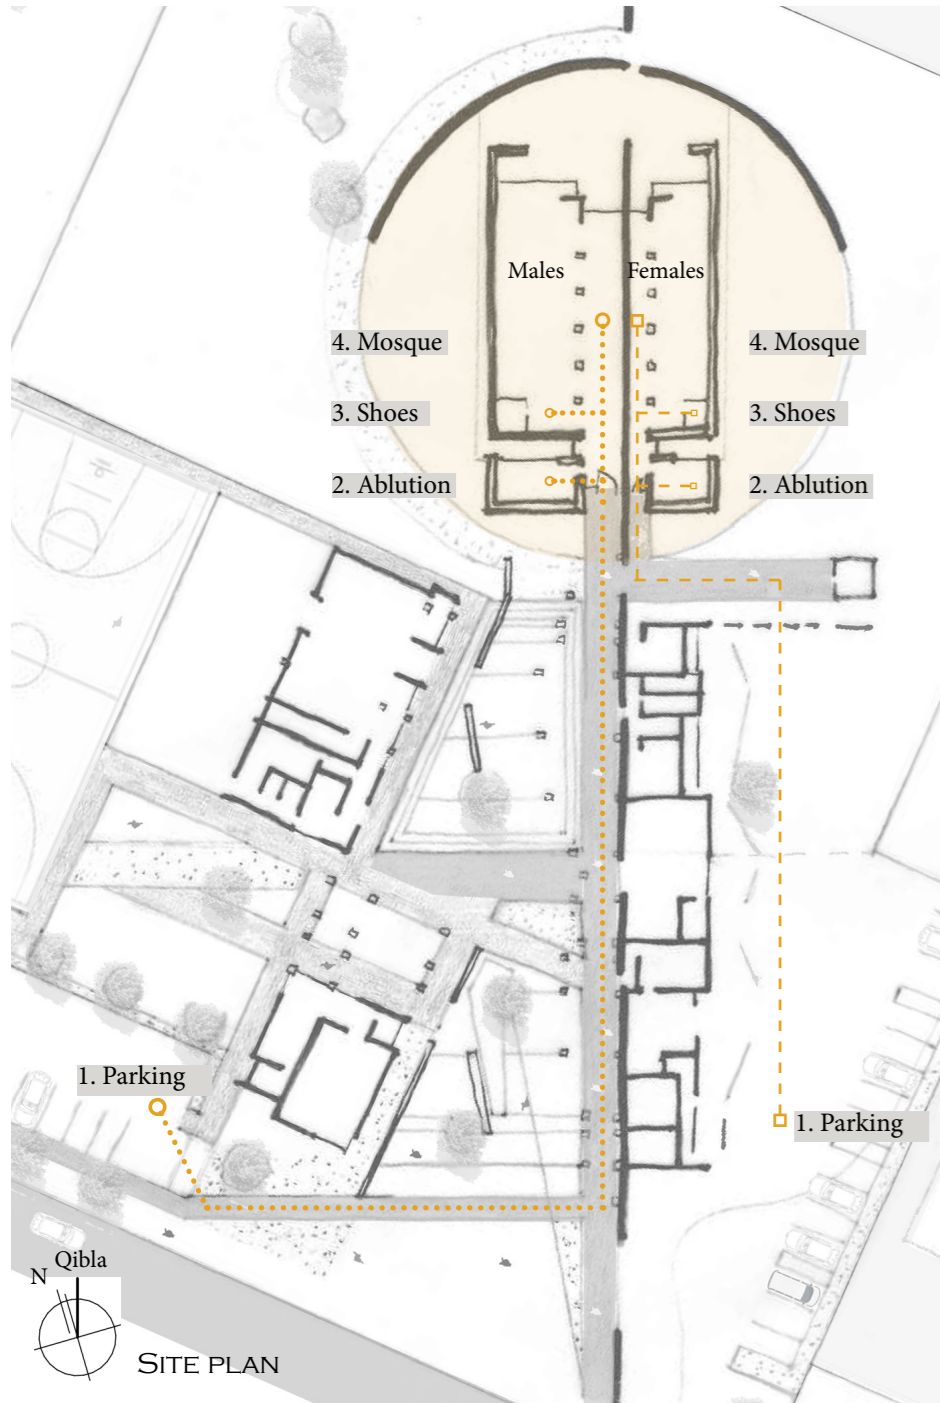 Males
Females
4. Mosque
4. Mosque
3. Shoes
3. Shoes
2. Ablution
2. Ablution
1. Parking
1. Parking
Qibla
N
SITE PLAN